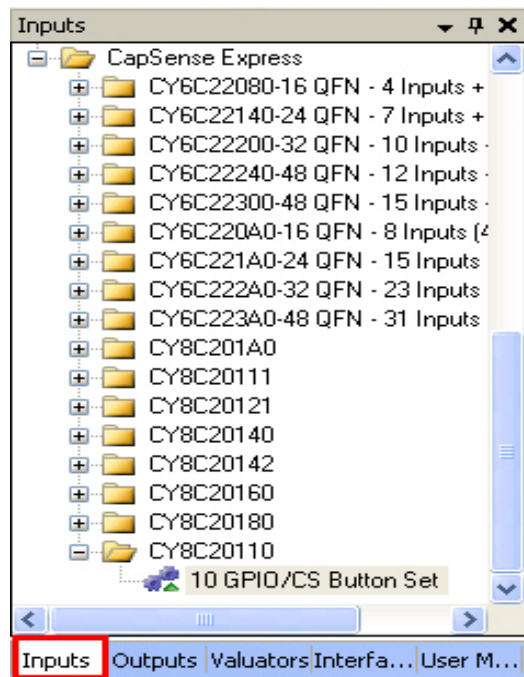 Inputs
CapSense Express
CY6C22080-16 QFN - 4 Inputs +
CY6C22140-24 QFN - 7 Inputs +
CY6C22200-32 QFN - 10 Inputs -
CY6C22240-48 QFN - 12 Inputs -
CY6C22300-48 QFN - 15 Inputs -
CY6C220A0-16 QFN - 8 Inputs (4
CY6C221A0-24 QFN - 15 Inputs
CY6C222A0-32 QFN - 23 Inputs
CY6C223A0-48 QFN - 31 Inputs
CY8C201A0
CY8C20111
CY8C20121
CY8C20140
CY8C20142
CY8C20160
CY8C20180
CY8C20110
10 GPIO/CS Button Set
Inputs Outputs Valuators Interfa... User M...